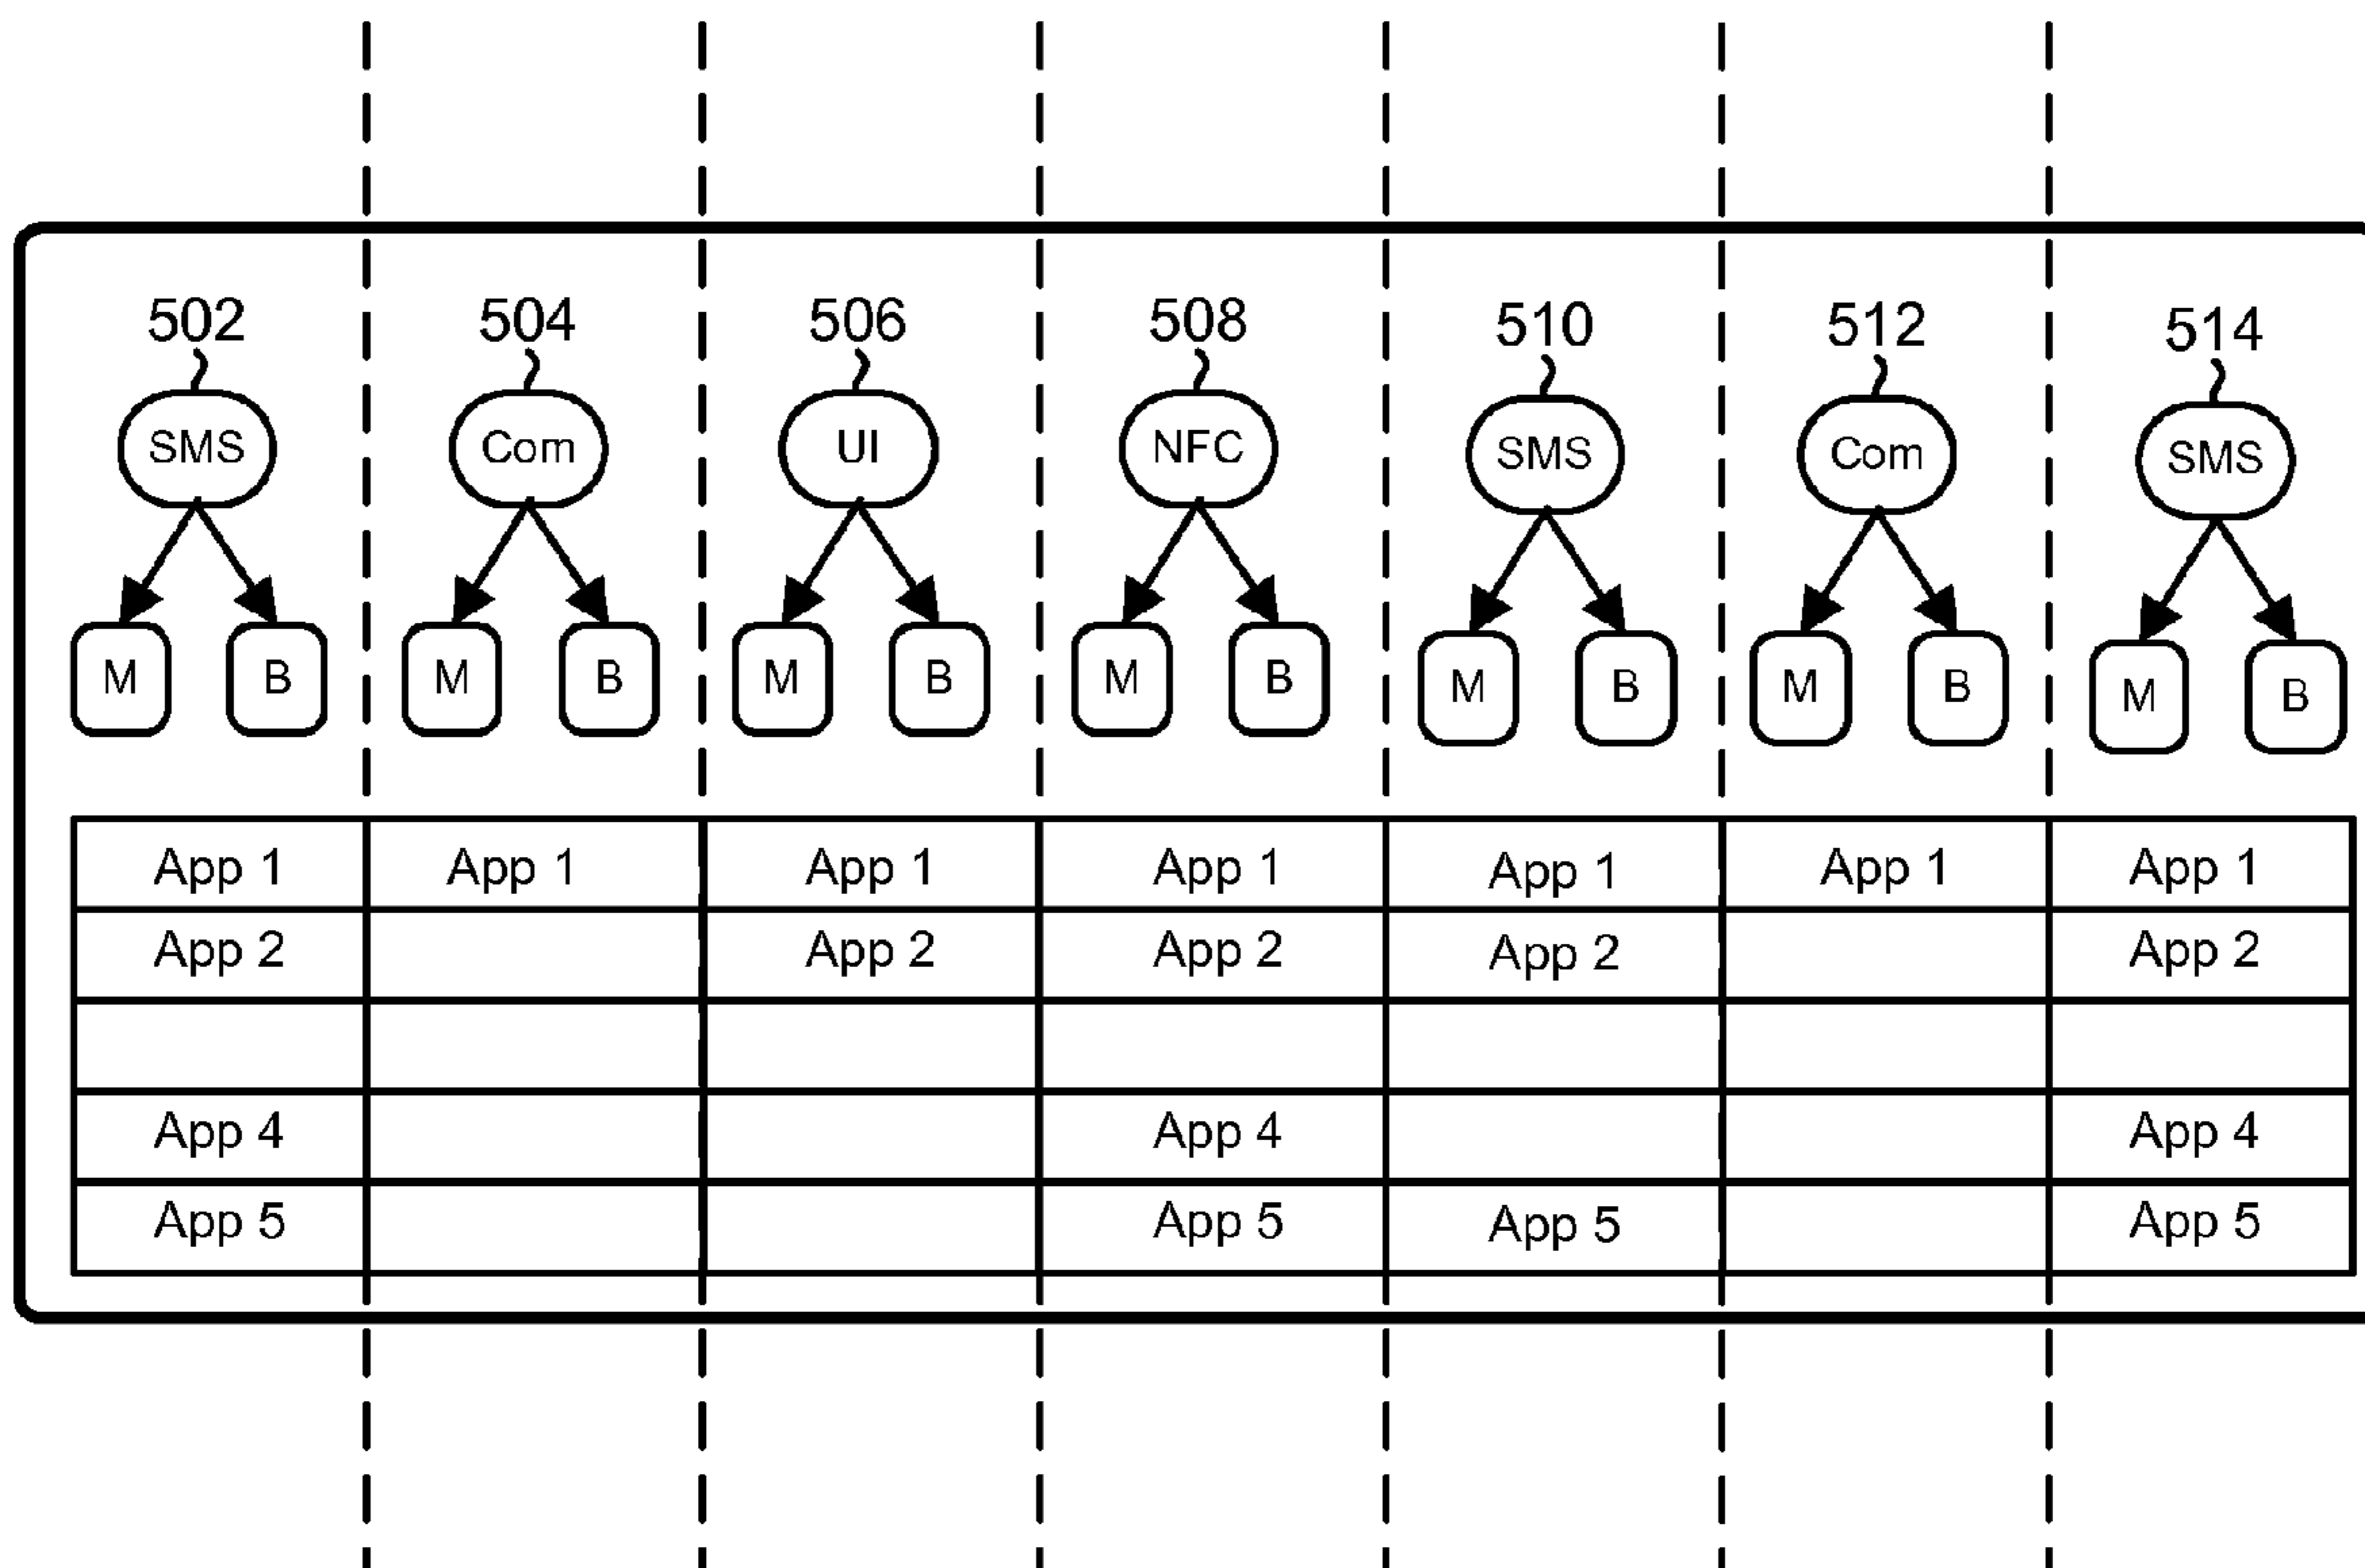 502 504 506 508 510 512 514
SMS Com UI NFC SMS Com SMS
M B M B M B M B M B M B M B
App 1 App 1 App 1 App 1 App 1 App 1 App 1
App 2 App 2 App 2 App 2 App 2
App 4 App 4 App 4
App 5 App 5 App 5 App 5